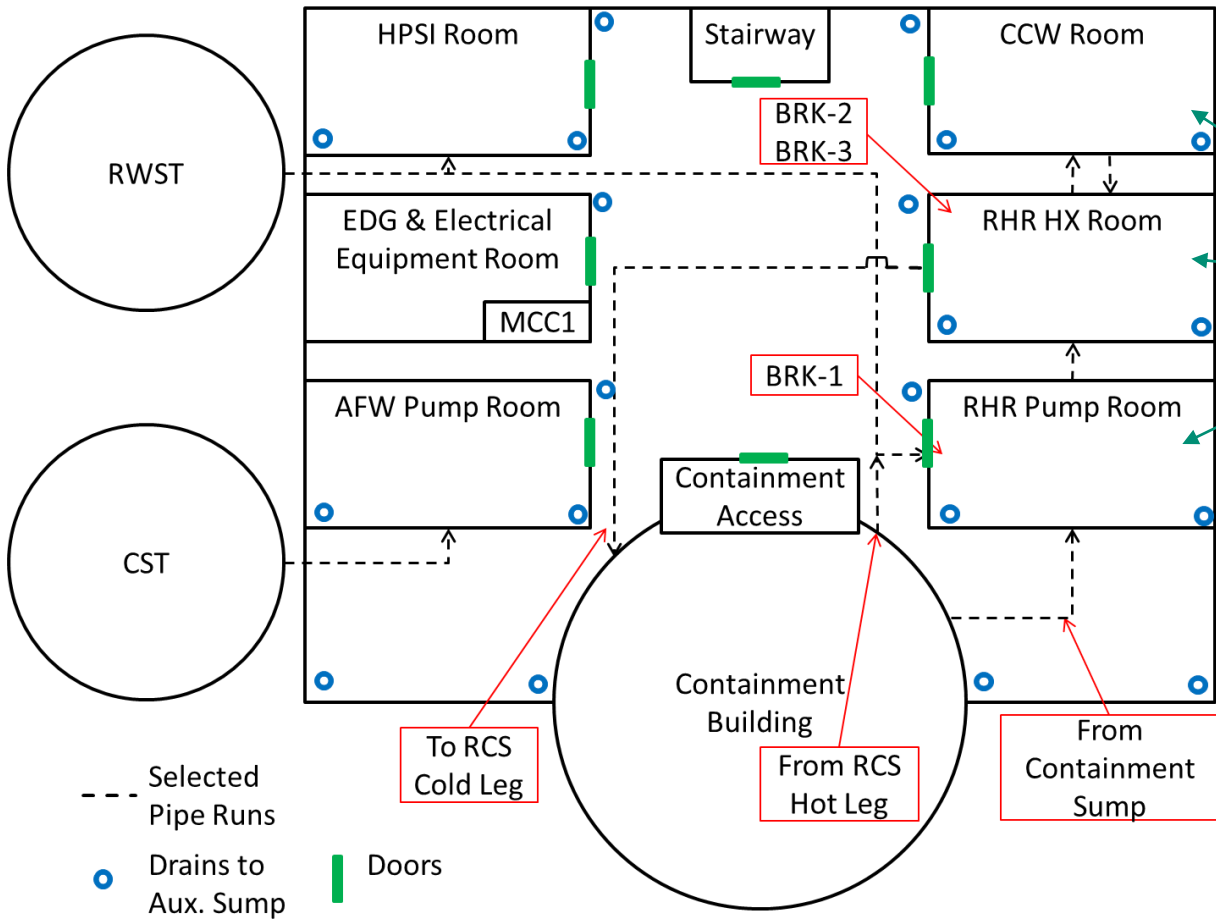 HPSI Room
Stairway
CCW Room
BRK-2
BRK-3
RWST
EDG & Electrical
Equipment Room
MCC1
RHR HX Room
BRK-1
AFW Pump Room
RHR Pump Room
Containment
Access
CST
Containment
Building
To RCS
Cold Leg
From RCS
Hot Leg
From
Containment
Sump
Selected
Pipe Runs
Drains to
Aux. Sump
Doors